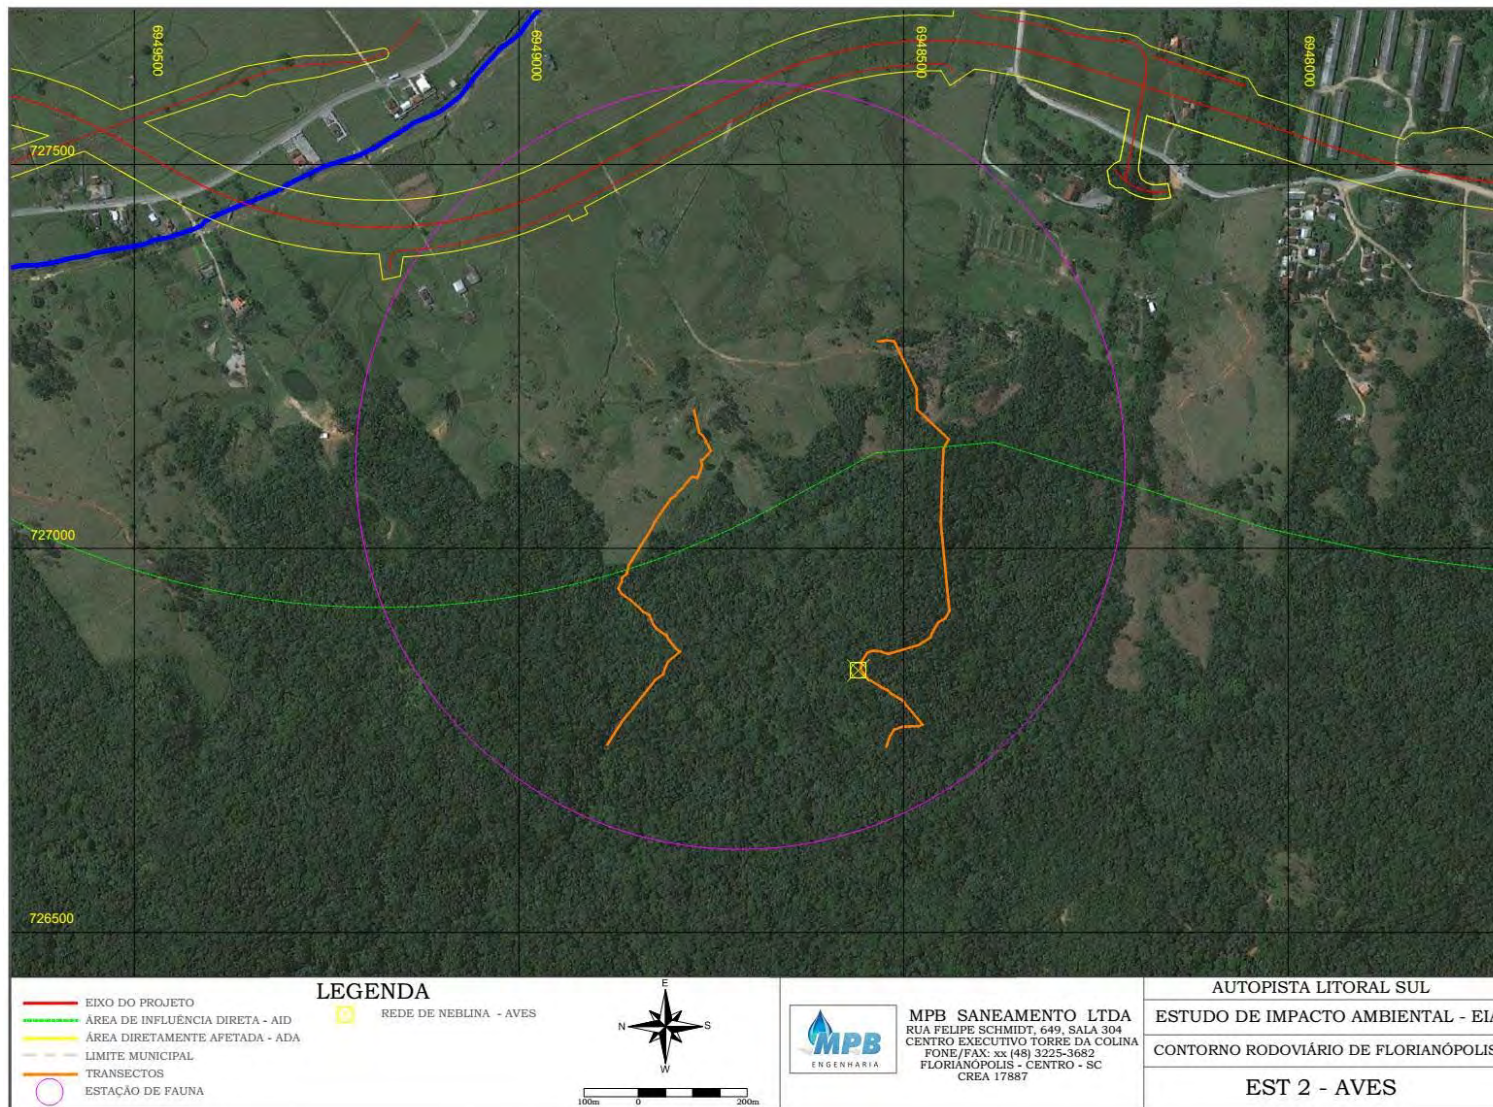 6949500
6949000
6948500
6948000
727500
727000
726500
LEGENDA
EIXO DO PROJETO
ÁREA DE INFLUÊNCIA DIRETA - AID
ÁREA DIRETAMENTE AFETADA - ADA
LIMITE MUNICIPAL
TRANSECTOS
ESTAÇÃO DE FAUNA
REDE DE NEBLINA - AVES
E
N
S
W
100m
0
200m
MPB
ENGENHARIA
MPB SANEAMENTO LTDA
RUA FELIPE SCHMIDT, 649, SALA 304
CENTRO EXECUTIVO TORRE DA COLINA
FONE/FAX: xx (48) 3225-3682
FLORIANÓPOLIS - CENTRO - SC
CREA 17887
AUTOPISTA LITORAL SUL
ESTUDO DE IMPACTO AMBIENTAL - EIA
CONTORNO RODOVIÁRIO DE FLORIANÓPOLIS
EST 2 - AVES